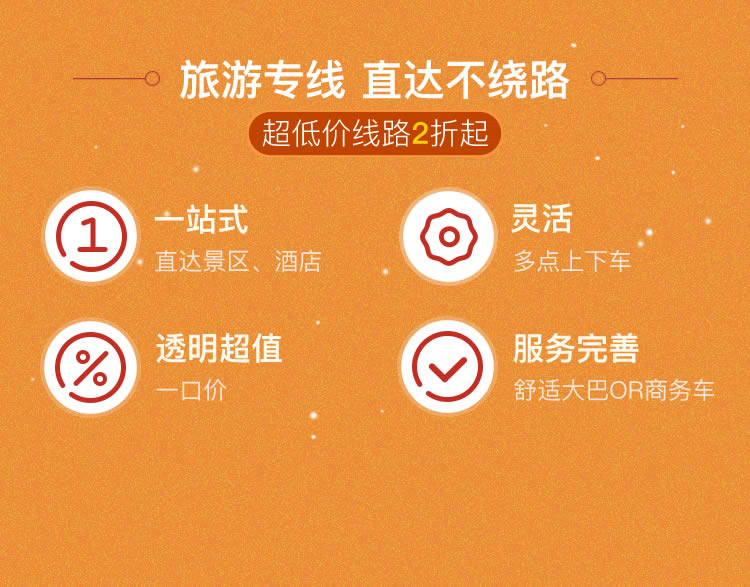 旅游专线 直达不绕路
超低价线路2折起
1
一站式
直达景区、酒店
灵活
多点上下车
%
透明超值
一口价
服务完善
舒适大巴OR商务车